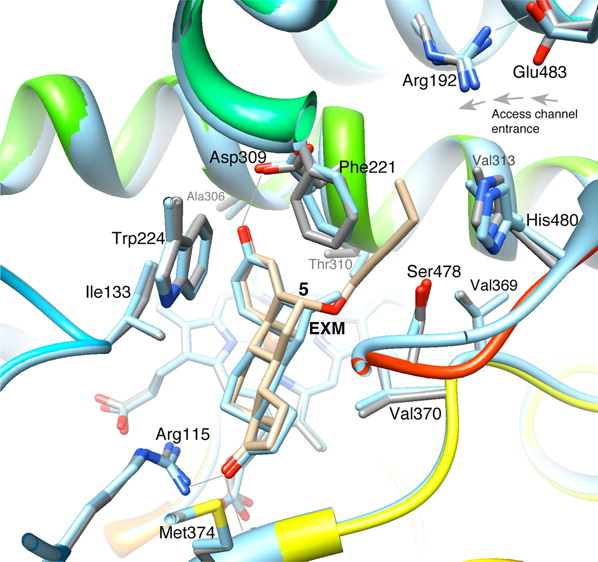 Arg192
Glu483
Access channel
entrance
Asp309
Phe221
Val313
Ala306
His480
Trp224
Thr310
Ser478
Val369
Ile133
5
EXM
Val370
Arg115
Met374